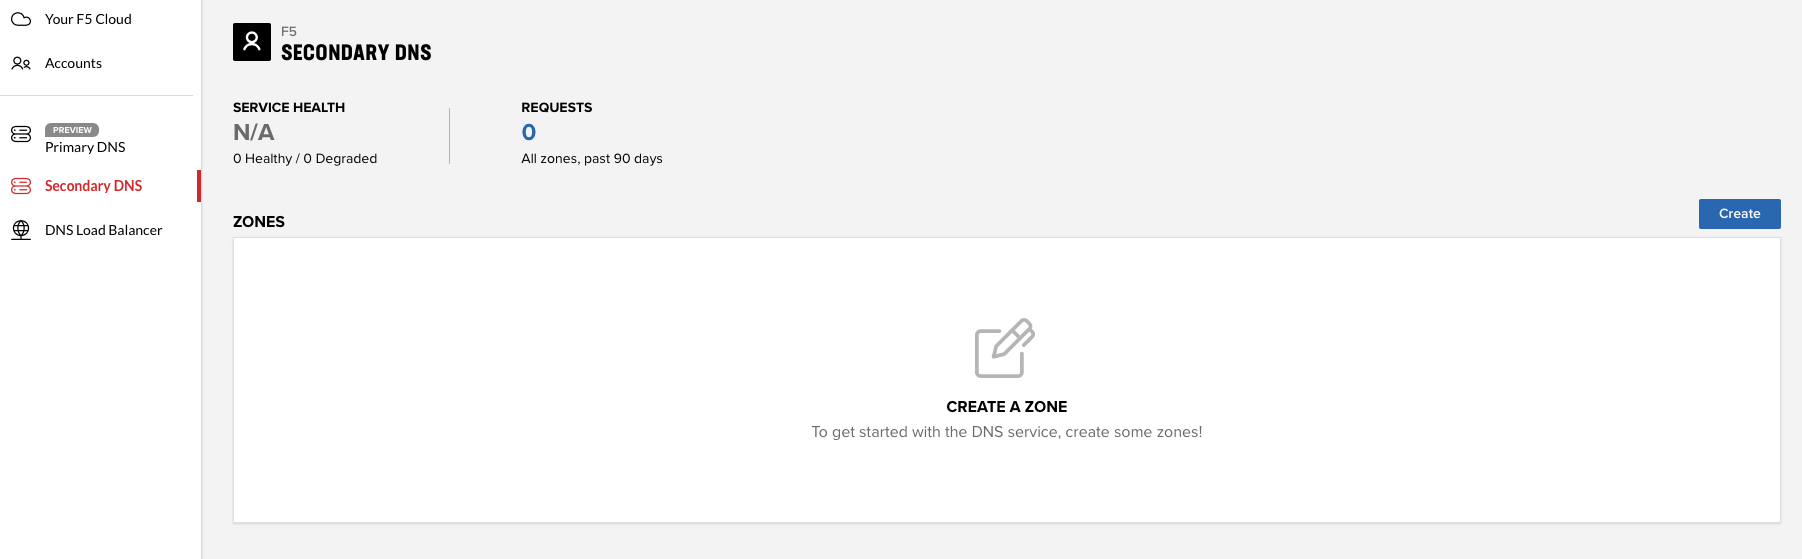 Your F5 Cloud
Accounts
PREVIEW
Primary DNS
Secondary DNS
DNS Load Balancer
F5
SECONDARY DNS
SERVICE HEALTH
N/A
0 Healthy / 0 Degraded
REQUESTS
0
All zones, past 90 days
ZONES
Create
CREATE A ZONE
To get started with the DNS service, create some zones!